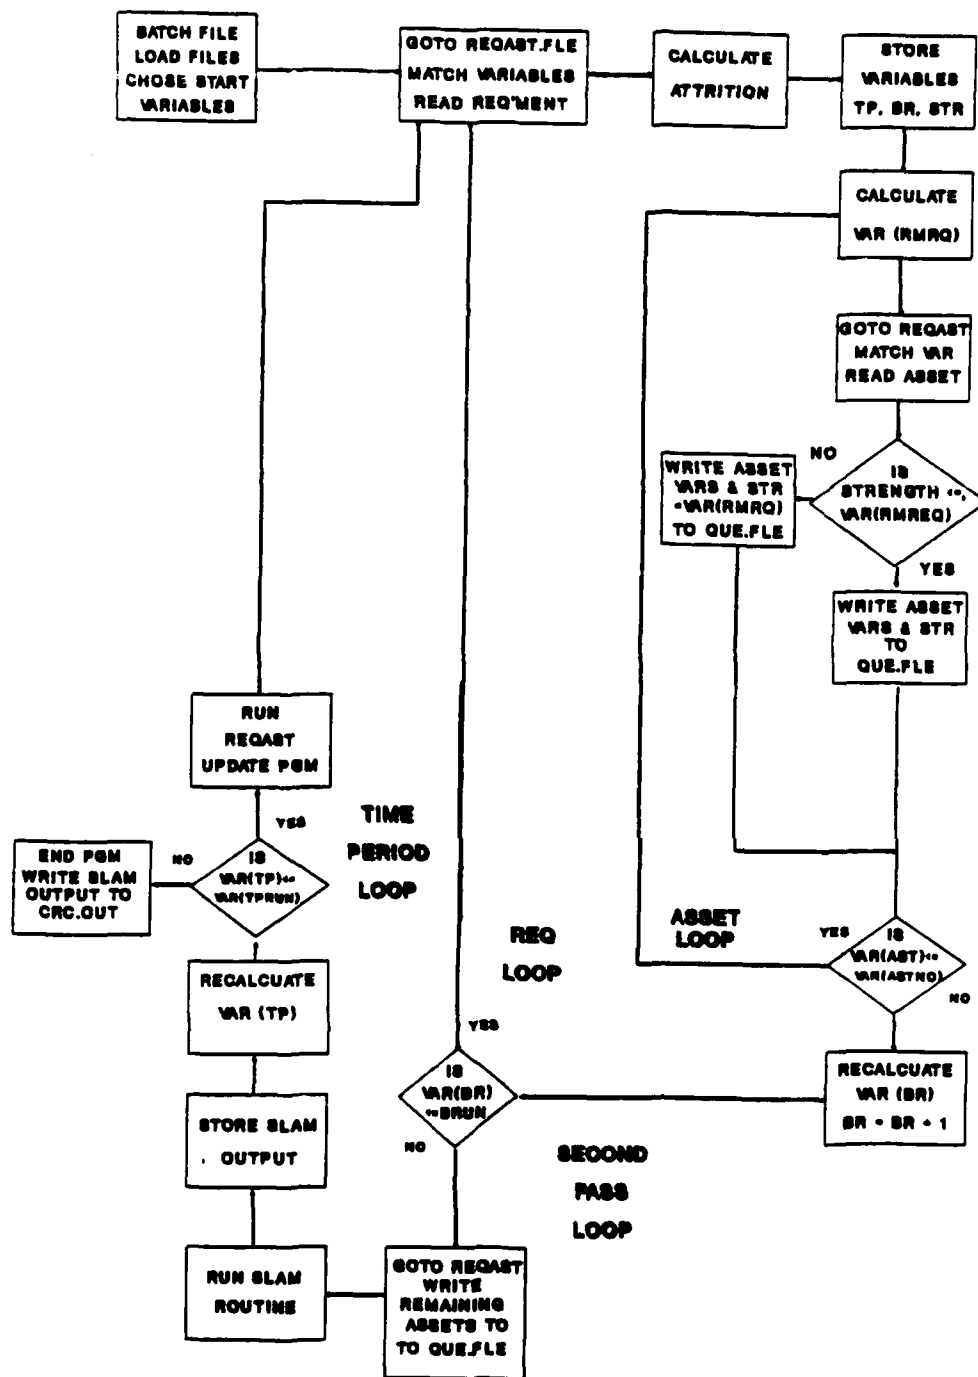 BATCH FILE
LOAD FILES
CHOSE START
VARIABLES
GOTO REQAST.FLE
MATCH VARIABLES
READ REQ'MENT
CALCULATE
ATTRITION
STORE
VARIABLES
TP, BR, STR
CALCULATE
VAR (RMRQ)
GOTO REQAST
MATCH VAR
READ ASSET
NO
IS
STRENGTH <=,
VAR(RMREQ)
YES
WRITE ASSET
VARS & STR
=VAR(RMRQ)
TO QUE.FLE
WRITE ASSET
VARS & STR
TO
QUE.FLE
RUN
REQAST
UPDATE PGM
YES
TIME
PERIOD
LOOP
NO
IS
VAR(TP)<=
VAR(TPRUN)
END PGM
WRITE SLAM
OUTPUT TO
CRC.OUT
REQ
LOOP
ASSET
LOOP
YES
IS
VAR(AST)<=
VAR(ASTNO)
NO
RECALCUATE
VAR (TP)
YES
IS
VAR(BR)
<=BRUN
NO
RECALCUATE
VAR (BR)
BR = BR + 1
STORE SLAM
OUTPUT
SECOND
PASS
LOOP
RUN SLAM
ROUTINE
GOTO REQAST
WRITE
REMAINING
ASSETS TO
TO QUE.FLE